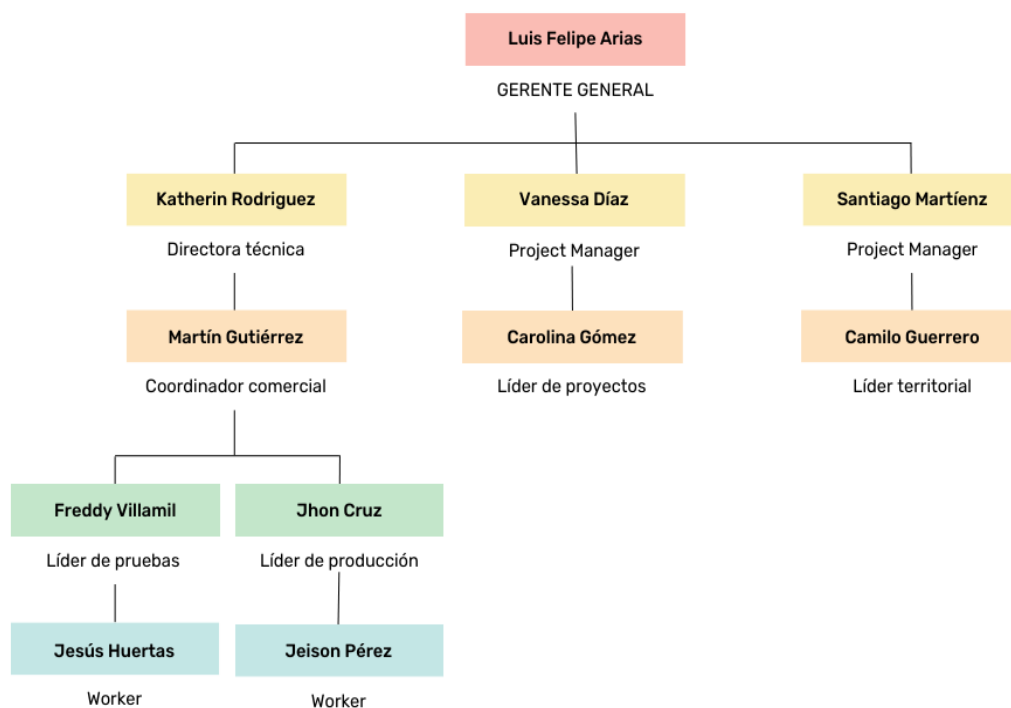 Luis Felipe Arias
GERENTE GENERAL
Katherin Rodriguez
Vanessa Díaz
Santiago Martíenz
Directora técnica
Project Manager
Project Manager
Martín Gutiérrez
Carolina Gómez
Camilo Guerrero
Coordinador comercial
Líder de proyectos
Líder territorial
Freddy Villamil
Jhon Cruz
Líder de pruebas
Líder de producción
Jesús Huertas
Jeison Pérez
Worker
Worker